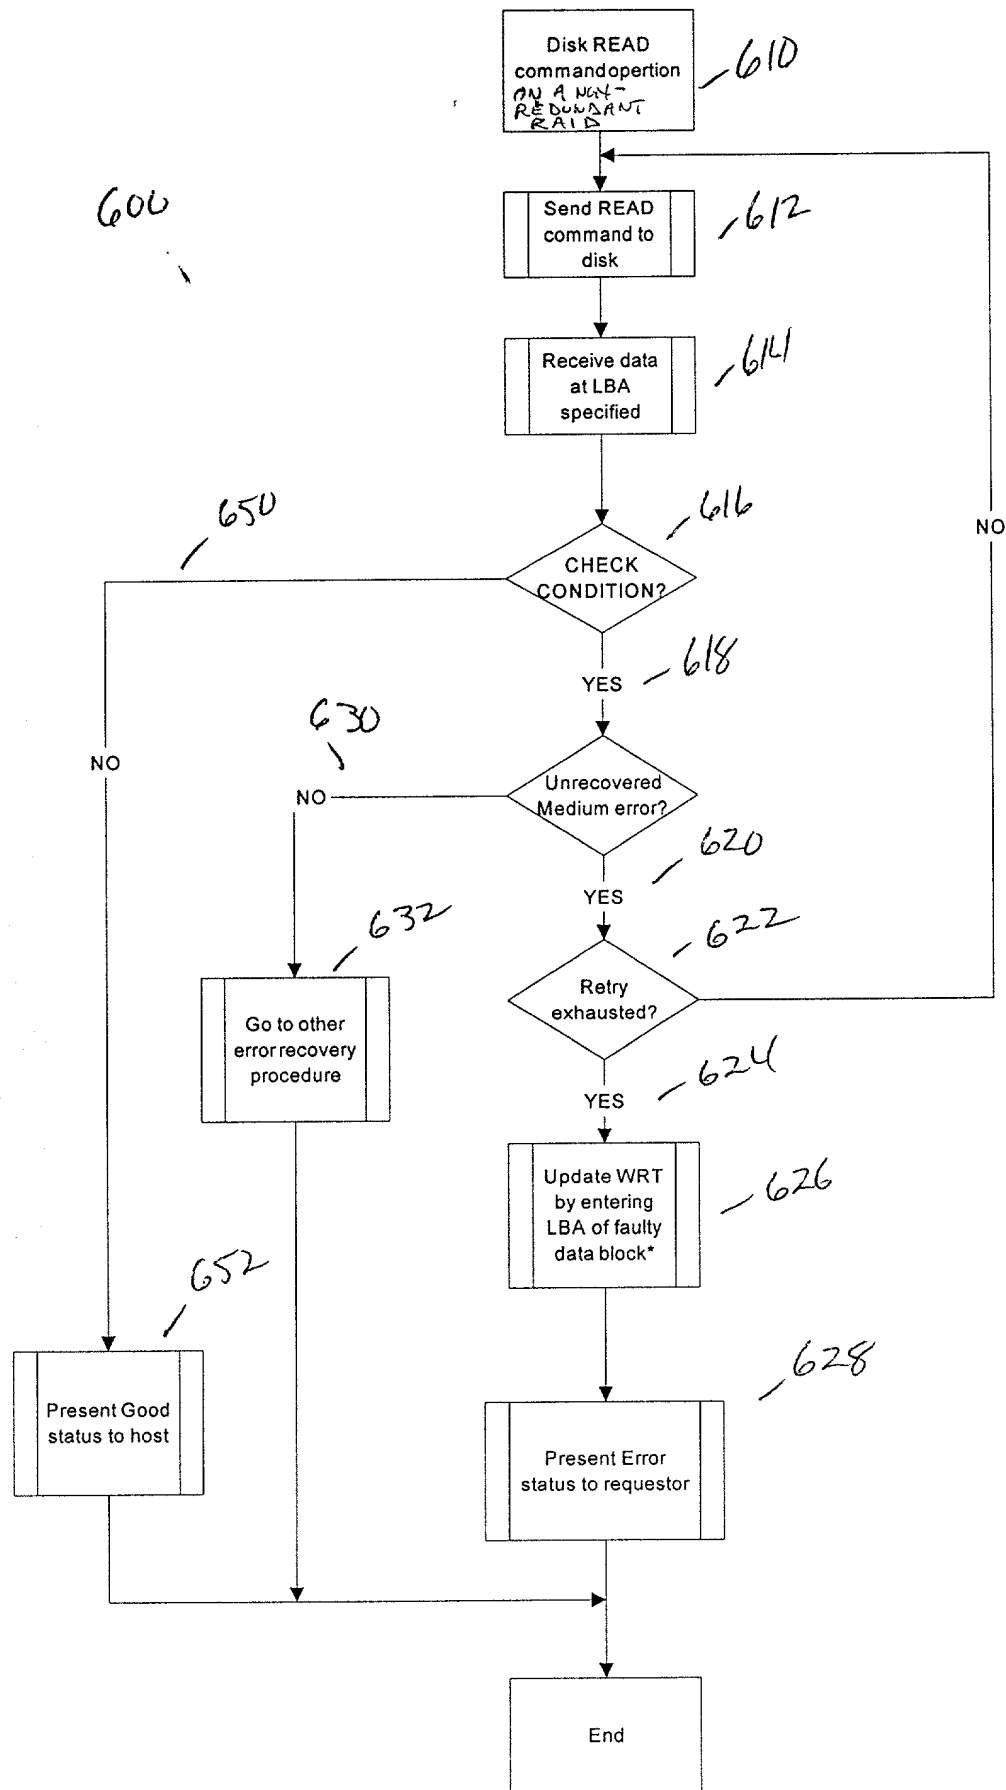 Disk READ
command opertion
ON A NON-
REDUNDANT
RAID
610
600
Send READ
command to
disk
612
Receive data
at LBA
specified
614
650
CHECK
CONDITION?
616
NO
YES
618
630
NO
Unrecovered
Medium error?
NO
YES
620
632
Retry
exhausted?
622
Go to other
error recovery
procedure
YES
624
Update WRT
by entering
LBA of faulty
data block*
626
652
Present Good
status to host
Present Error
status to requestor
628
End